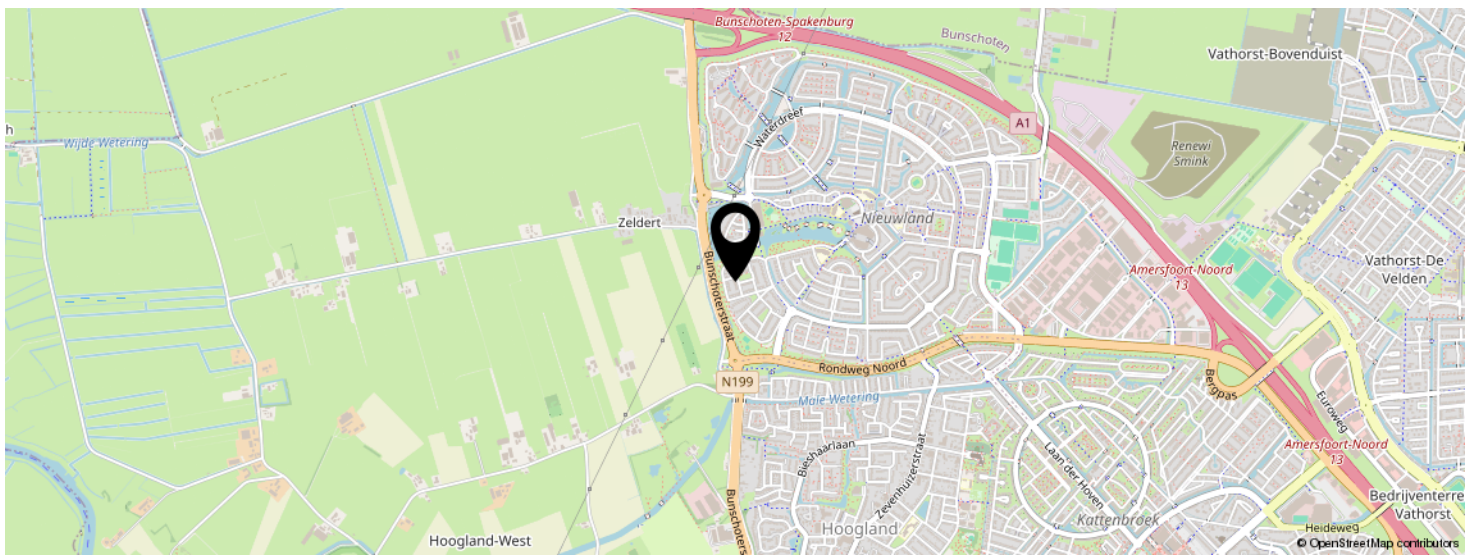 Bunschoten-Spakenburg
12
Bunschoten
Vathorst-Bovenduist
A1
Waterdreef
Wijde Wetering
Renewi
Smink
Zeldert
Nieuwland
Bunschoterstraat
Amersfoort-Noord
13
Vathorst-De
Velden
Rondweg Noord
N199
Male Wetering
Bergpas
Euroweg
Bieshaarlaan
Zevenhuizerstraat
Laan der Hoven
Amersfoort-Noord
13
Bunschoters
Hoogland
Kattenbroek
Bedrijventerre
Vathorst
Heideweg
Hoogland-West
© OpenStreetMap contributors